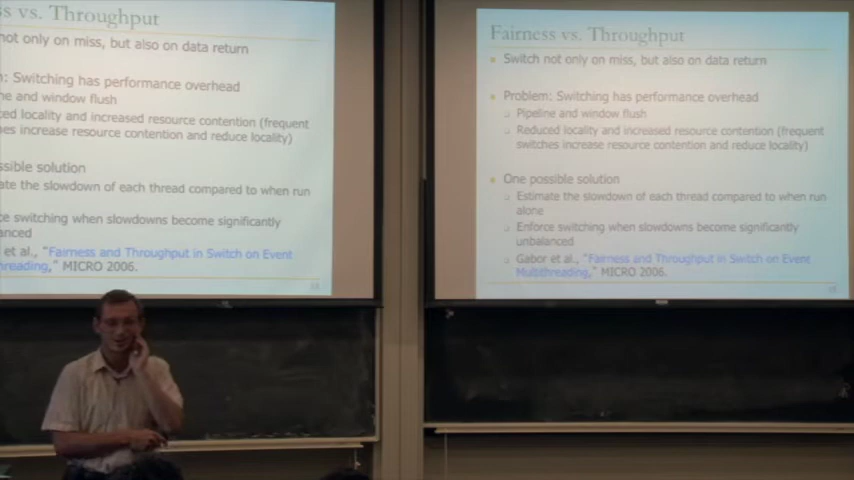 ss vs. Throughput
not only on miss, but also on data return
n: Switching has performance overhead
ne and window flush
ced locality and increased resource contention (frequent
hes increase resource contention and reduce locality)
ssible solution
ate the slowdown of each thread compared to when run
ce switching when slowdowns become significantly
anced
et al., "Fairness and Throughput in Switch on Event
hreading," MICRO 2006.
Fairness vs. Throughput
Switch not only on miss, but also on data return
Problem: Switching has performance overhead
Pipeline and window flush
Reduced locality and increased resource contention (frequent
switches increase resource contention and reduce locality)
One possible solution
Estimate the slowdown of each thread compared to when run
alone
Enforce switching when slowdowns become significantly
unbalanced
Gabor et al., "Fairness and Throughput in Switch on Event
Multithreading," MICRO 2006.